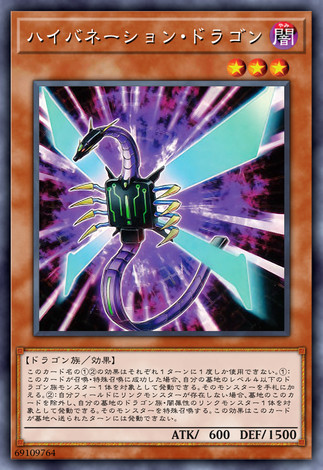 ハイバネーション・ドラゴン
闇
やみ
【ドラゴン族／効果】
このカード名の①②の効果はそれぞれ１ターンに１度しか使用できない。①：
このカードが召喚・特殊召喚に成功した場合、自分の墓地のレベル４以下のド
ラゴン族モンスター１体を対象として発動できる。そのモンスターを手札に加
える。②：自分フィールドにリンクモンスターが存在しない場合、墓地のこのカ
ードを除外し、自分の墓地のドラゴン族・闇属性のリンクモンスター１体を対
象として発動できる。そのモンスターを特殊召喚する。この効果はこのカード
が墓地へ送られたターンには発動できない。
ATK/ 600 DEF/1500
69109764